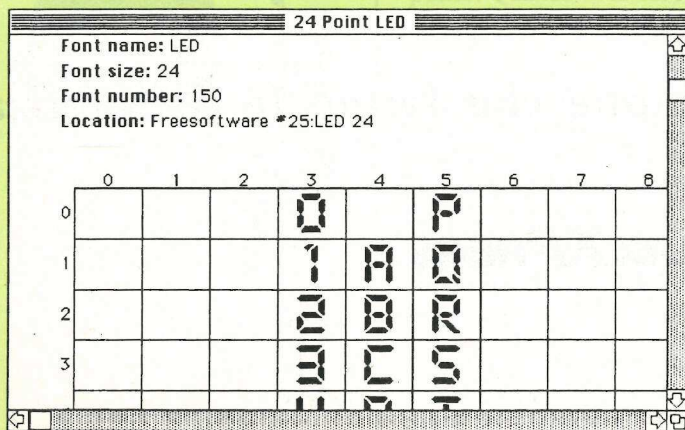 24 Point LED
Font name: LED
Font size: 24
Font number: 150
Location: Freesoftware #25:LED 24
0 1 2 3 4 5 6 7 8
0 0 P
1 1 A Q
2 2 B R
3 3 C S